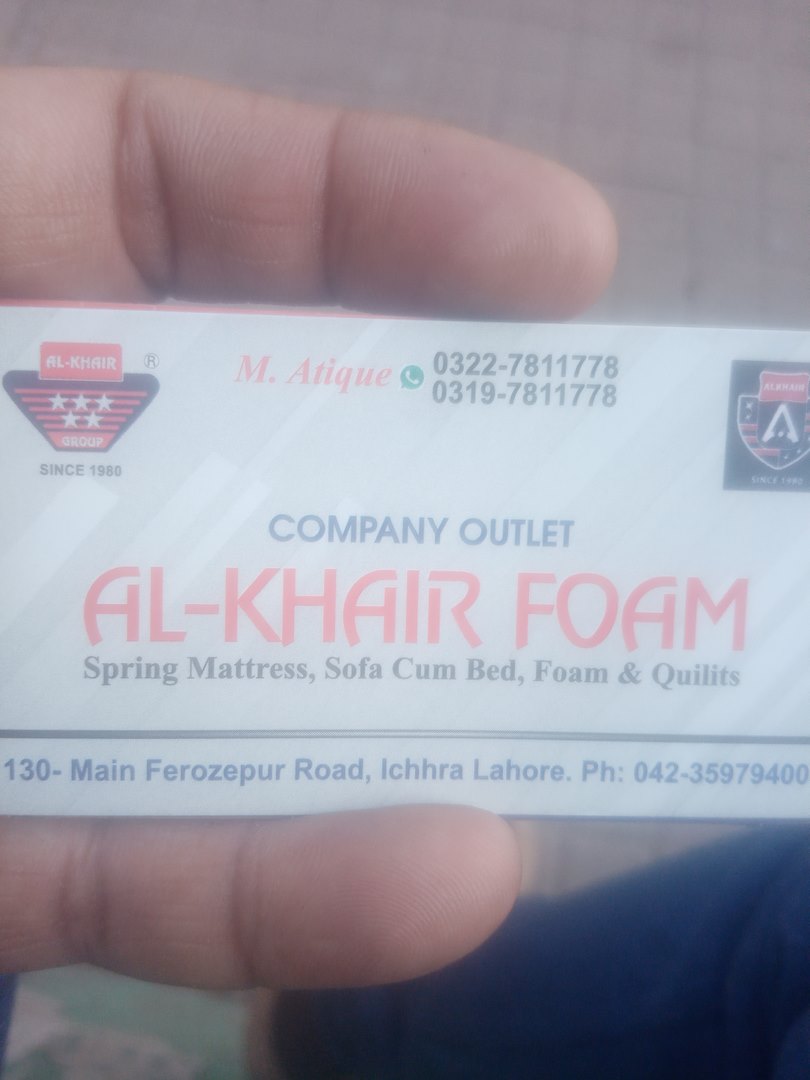 AL-KHAIR ®
GROUP
SINCE 1980
M. Atique 0322-7811778
0319-7811778
ALKHAIR
A
SINCE 1980
COMPANY OUTLET
AL-KHAIR FOAM
Spring Mattress, Sofa Cum Bed, Foam & Quilits
130- Main Ferozepur Road, Ichhra Lahore. Ph: 042-35979400